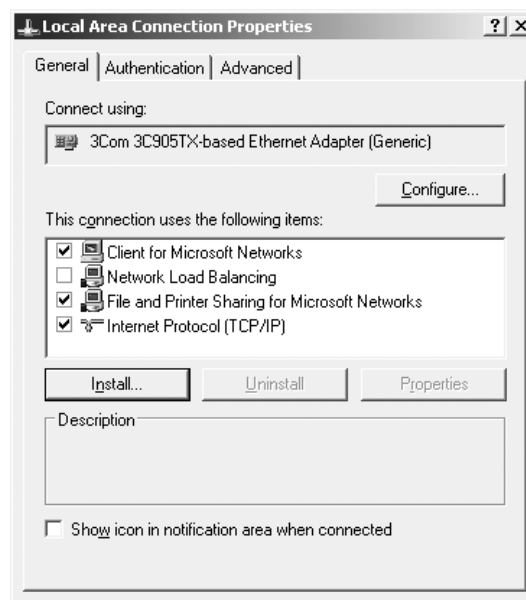 Local Area Connection Properties
General Authentication Advanced
Connect using:
3Com 3C905TX-based Ethernet Adapter (Generic)
Configure...
This connection uses the following items:
Client for Microsoft Networks
Network Load Balancing
File and Printer Sharing for Microsoft Networks
Internet Protocol (TCP/IP)
Install... Uninstall Properties
Description
Show icon in notification area when connected